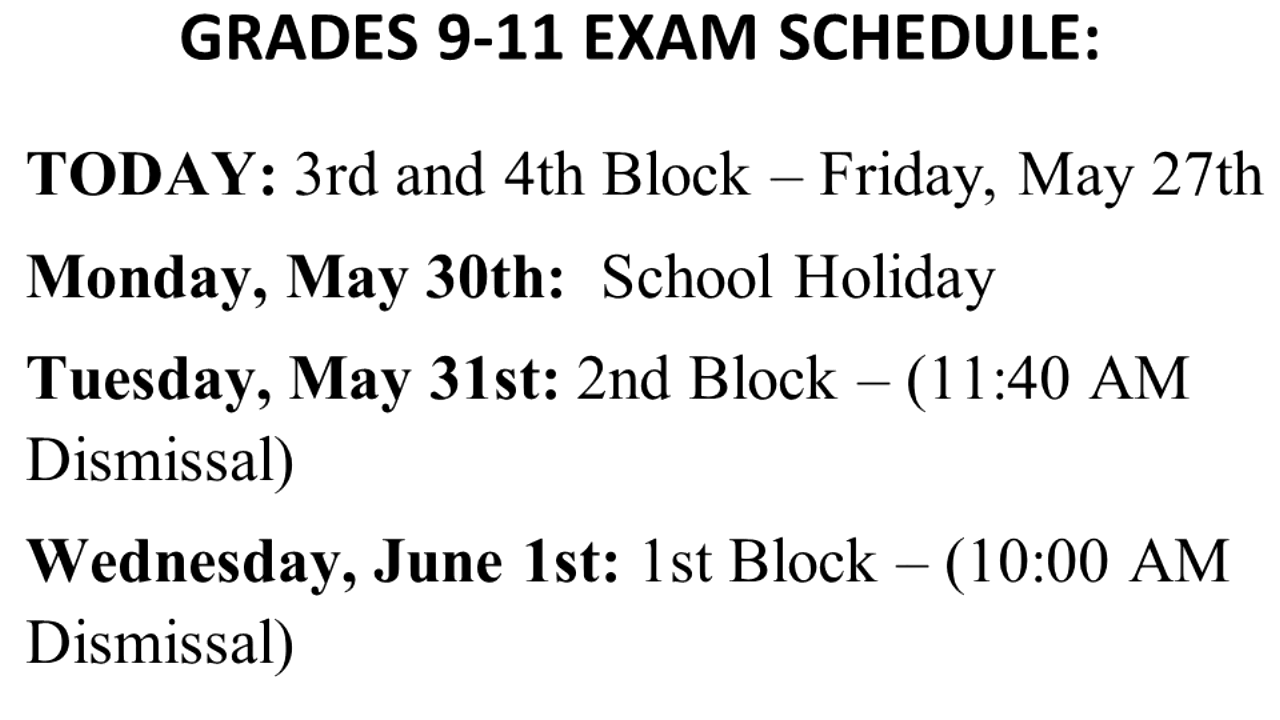 GRADES 9-11 EXAM SCHEDULE:
TODAY: 3rd and 4th Block – Friday, May 27th
Monday, May 30th:  School Holiday
Tuesday, May 31st: 2nd Block – (11:40 AM
Dismissal)
Wednesday, June 1st: 1st Block – (10:00 AM
Dismissal)